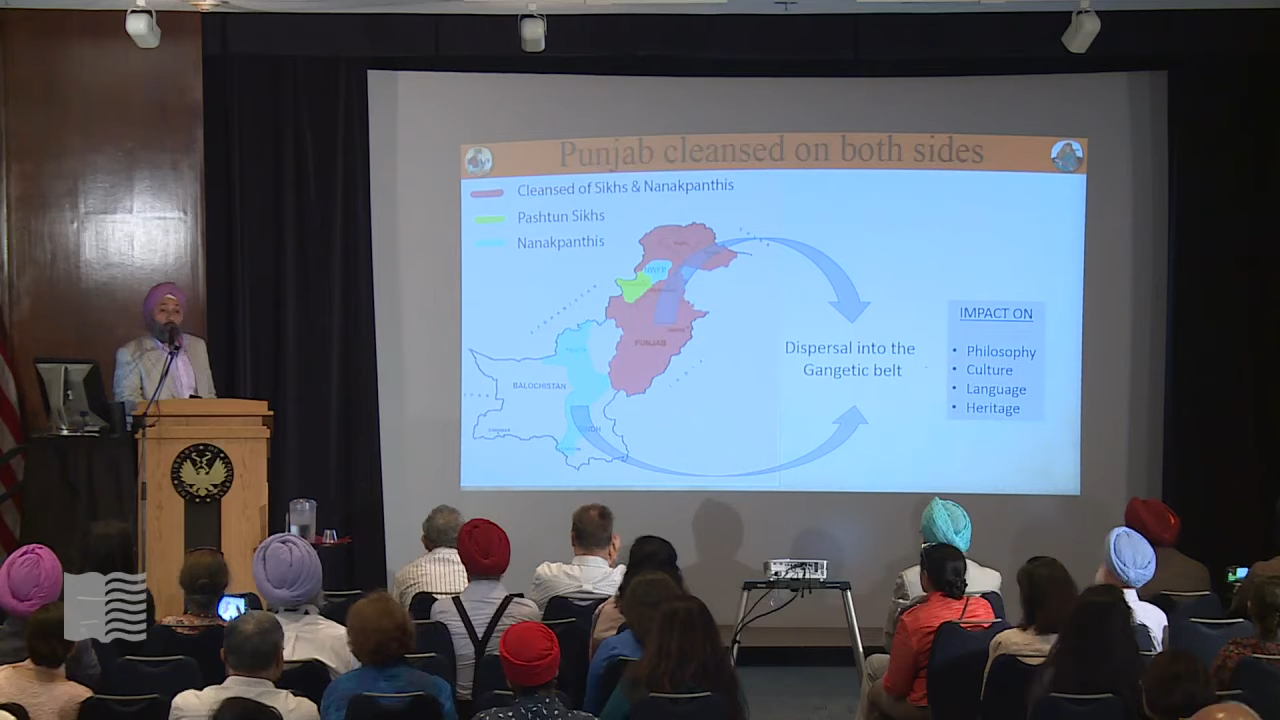 Punjab cleansed on both sides
Cleansed of Sikhs & Nanakpanthis
Pashtun Sikhs
Nanakpanthis
PUNJAB
BALOCHISTAN
Dispersal into the
Gangetic belt
IMPACT ON
• Philosophy
• Culture
• Language
• Heritage